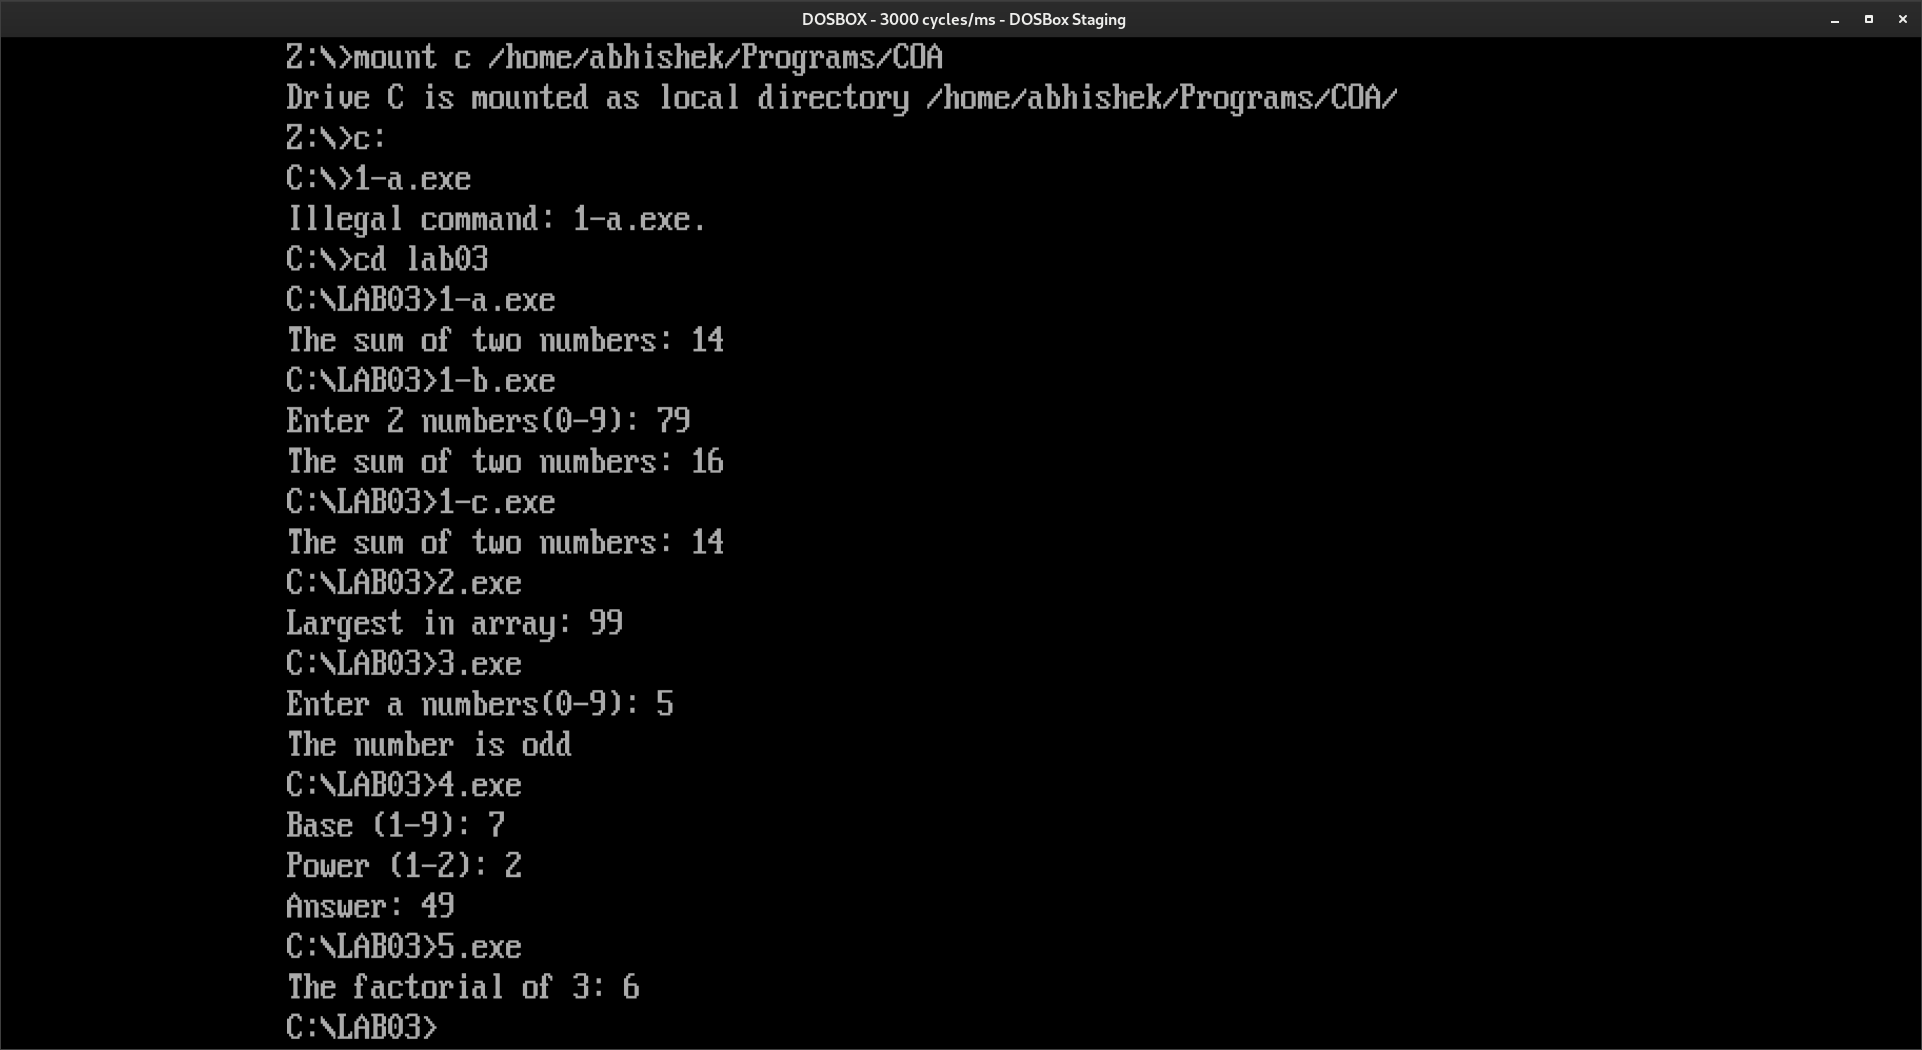 DOSBOX - 3000 cycles/ms - DOSBox Staging
Z:\>mount c /home/abhishek/Programs/COA
Drive C is mounted as local directory /home/abhishek/Programs/COA/
Z:\>c:
C:\>1-a.exe
Illegal command: 1-a.exe.
C:\>cd lab03
C:\LAB03>1-a.exe
The sum of two numbers: 14
C:\LAB03>1-b.exe
Enter 2 numbers(0-9): 79
The sum of two numbers: 16
C:\LAB03>1-c.exe
The sum of two numbers: 14
C:\LAB03>2.exe
Largest in array: 99
C:\LAB03>3.exe
Enter a numbers(0-9): 5
The number is odd
C:\LAB03>4.exe
Base (1-9): 7
Power (1-2): 2
Answer: 49
C:\LAB03>5.exe
The factorial of 3: 6
C:\LAB03>